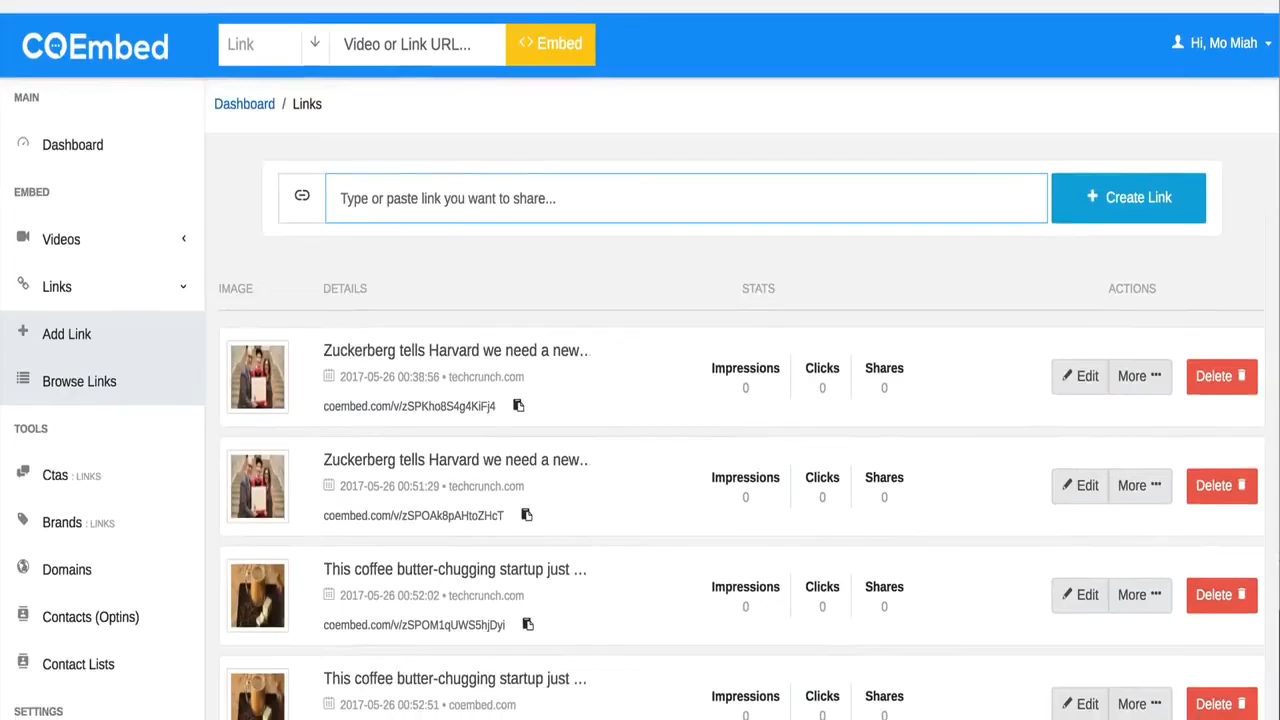 COEmbed
Link
Video or Link URL...
<> Embed
Hi, Mo Miah
MAIN
Dashboard
EMBED
Videos
Links
Add Link
Browse Links
TOOLS
Ctas : LINKS
Brands : LINKS
Domains
Contacts (Optins)
Contact Lists
SETTINGS
Dashboard / Links
Type or paste link you want to share...
+ Create Link
IMAGE DETAILS STATS ACTIONS
Zuckerberg tells Harvard we need a new...
2017-05-26 00:38:56 • techcrunch.com
coembed.com/v/zSPKho8S4g4KiFj4
Impressions Clicks Shares
0 0 0
Edit More ••• Delete
Zuckerberg tells Harvard we need a new...
2017-05-26 00:51:29 • techcrunch.com
coembed.com/v/zSPOAk8pAHtoZHcT
Impressions Clicks Shares
0 0 0
Edit More ••• Delete
This coffee butter-chugging startup just ...
2017-05-26 00:52:02 • techcrunch.com
coembed.com/v/zSPOM1qUWS5hjDyi
Impressions Clicks Shares
0 0 0
Edit More ••• Delete
This coffee butter-chugging startup just ...
2017-05-26 00:52:51 • coembed.com
Impressions Clicks Shares
0 0 0
Edit More ••• Delete